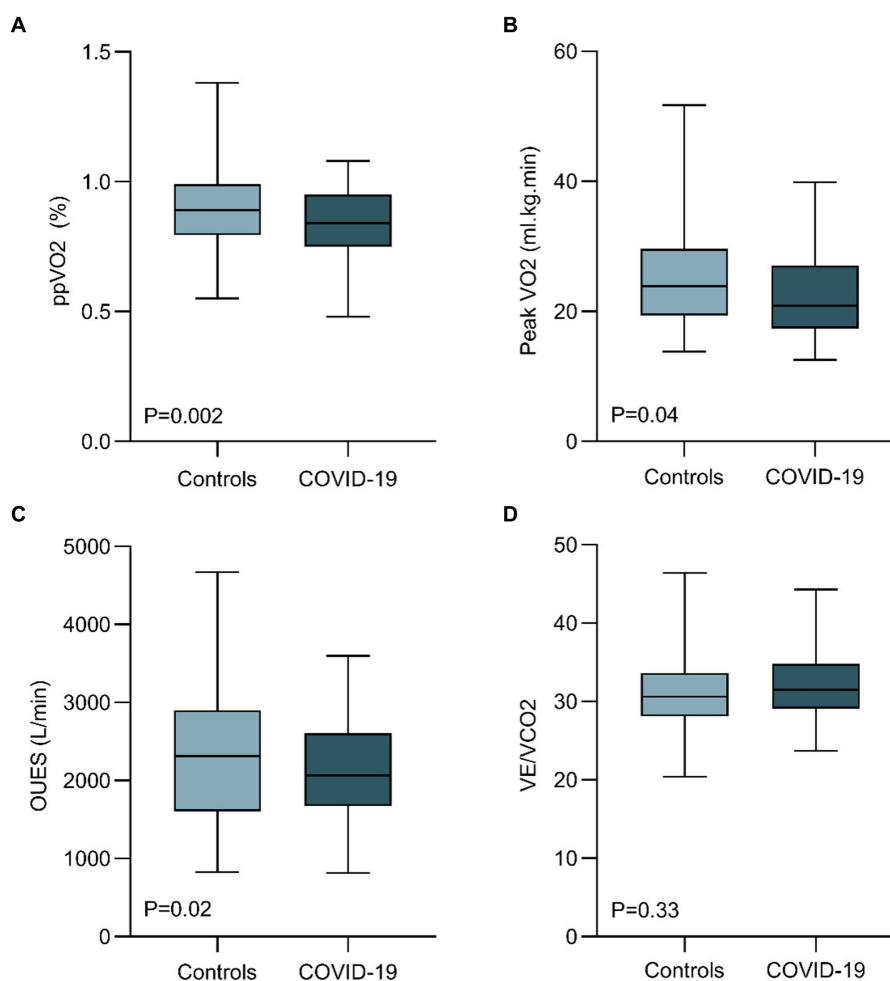 A
1.5
1.0
0.5
0.0
ppVO2 (%)
P=0.002
Controls
COVID-19
B
60
40
20
0
Peak VO2 (ml.kg.min)
P=0.04
Controls
COVID-19
C
5000
4000
3000
2000
1000
0
OUES (L/min)
P=0.02
Controls
COVID-19
D
50
40
30
20
10
0
VE/VCO2
P=0.33
Controls
COVID-19